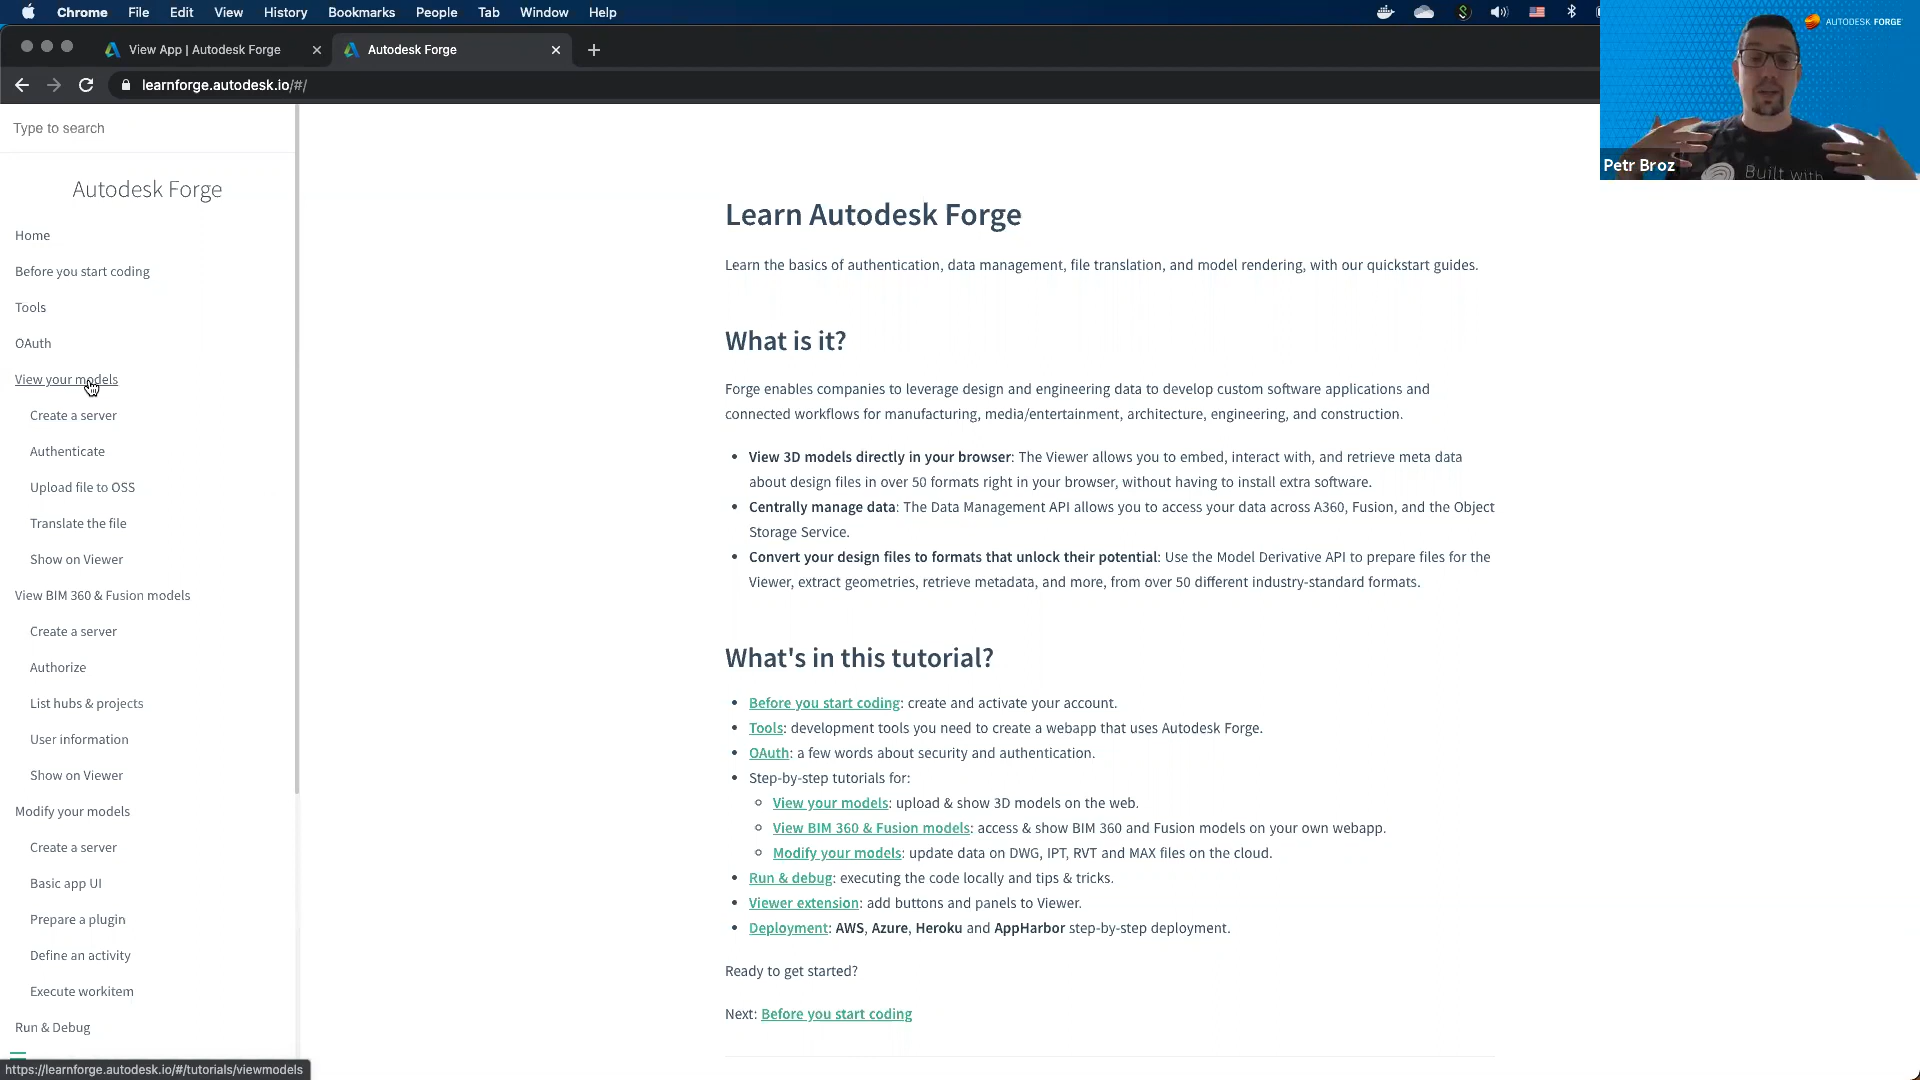 Chrome File Edit View History Bookmarks People Tab Window Help
View App | Autodesk Forge
Autodesk Forge
learnforge.autodesk.io/#/
AUTODESK FORGE
Built with
Petr Broz
Type to search
Autodesk Forge
Home
Before you start coding
Tools
OAuth
View your models
Create a server
Authenticate
Upload file to OSS
Translate the file
Show on Viewer
View BIM 360 & Fusion models
Create a server
Authorize
List hubs & projects
User information
Show on Viewer
Modify your models
Create a server
Basic app UI
Prepare a plugin
Define an activity
Execute workitem
Run & Debug
https://learnforge.autodesk.io/#/tutorials/viewmodels
Learn Autodesk Forge
Learn the basics of authentication, data management, file translation, and model rendering, with our quickstart guides.
What is it?
Forge enables companies to leverage design and engineering data to develop custom software applications and
connected workflows for manufacturing, media/entertainment, architecture, engineering, and construction.
• View 3D models directly in your browser: The Viewer allows you to embed, interact with, and retrieve meta data
about design files in over 50 formats right in your browser, without having to install extra software.
• Centrally manage data: The Data Management API allows you to access your data across A360, Fusion, and the Object
Storage Service.
• Convert your design files to formats that unlock their potential: Use the Model Derivative API to prepare files for the
Viewer, extract geometries, retrieve metadata, and more, from over 50 different industry-standard formats.
What's in this tutorial?
• Before you start coding: create and activate your account.
• Tools: development tools you need to create a webapp that uses Autodesk Forge.
• OAuth: a few words about security and authentication.
• Step-by-step tutorials for:
◦ View your models: upload & show 3D models on the web.
◦ View BIM 360 & Fusion models: access & show BIM 360 and Fusion models on your own webapp.
◦ Modify your models: update data on DWG, IPT, RVT and MAX files on the cloud.
• Run & debug: executing the code locally and tips & tricks.
• Viewer extension: add buttons and panels to Viewer.
• Deployment: AWS, Azure, Heroku and AppHarbor step-by-step deployment.
Ready to get started?
Next: Before you start coding